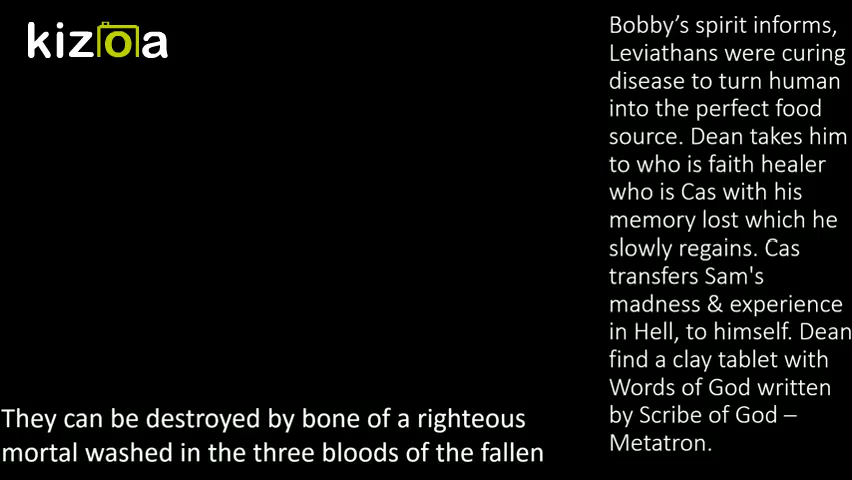 kizoa
Bobby’s spirit informs,
Leviathans were curing
disease to turn human
into the perfect food
source. Dean takes him
to who is faith healer
who is Cas with his
memory lost which he
slowly regains. Cas
transfers Sam's
madness & experience
in Hell, to himself. Dean
find a clay tablet with
Words of God written
by Scribe of God –
Metatron.
They can be destroyed by bone of a righteous
mortal washed in the three bloods of the fallen